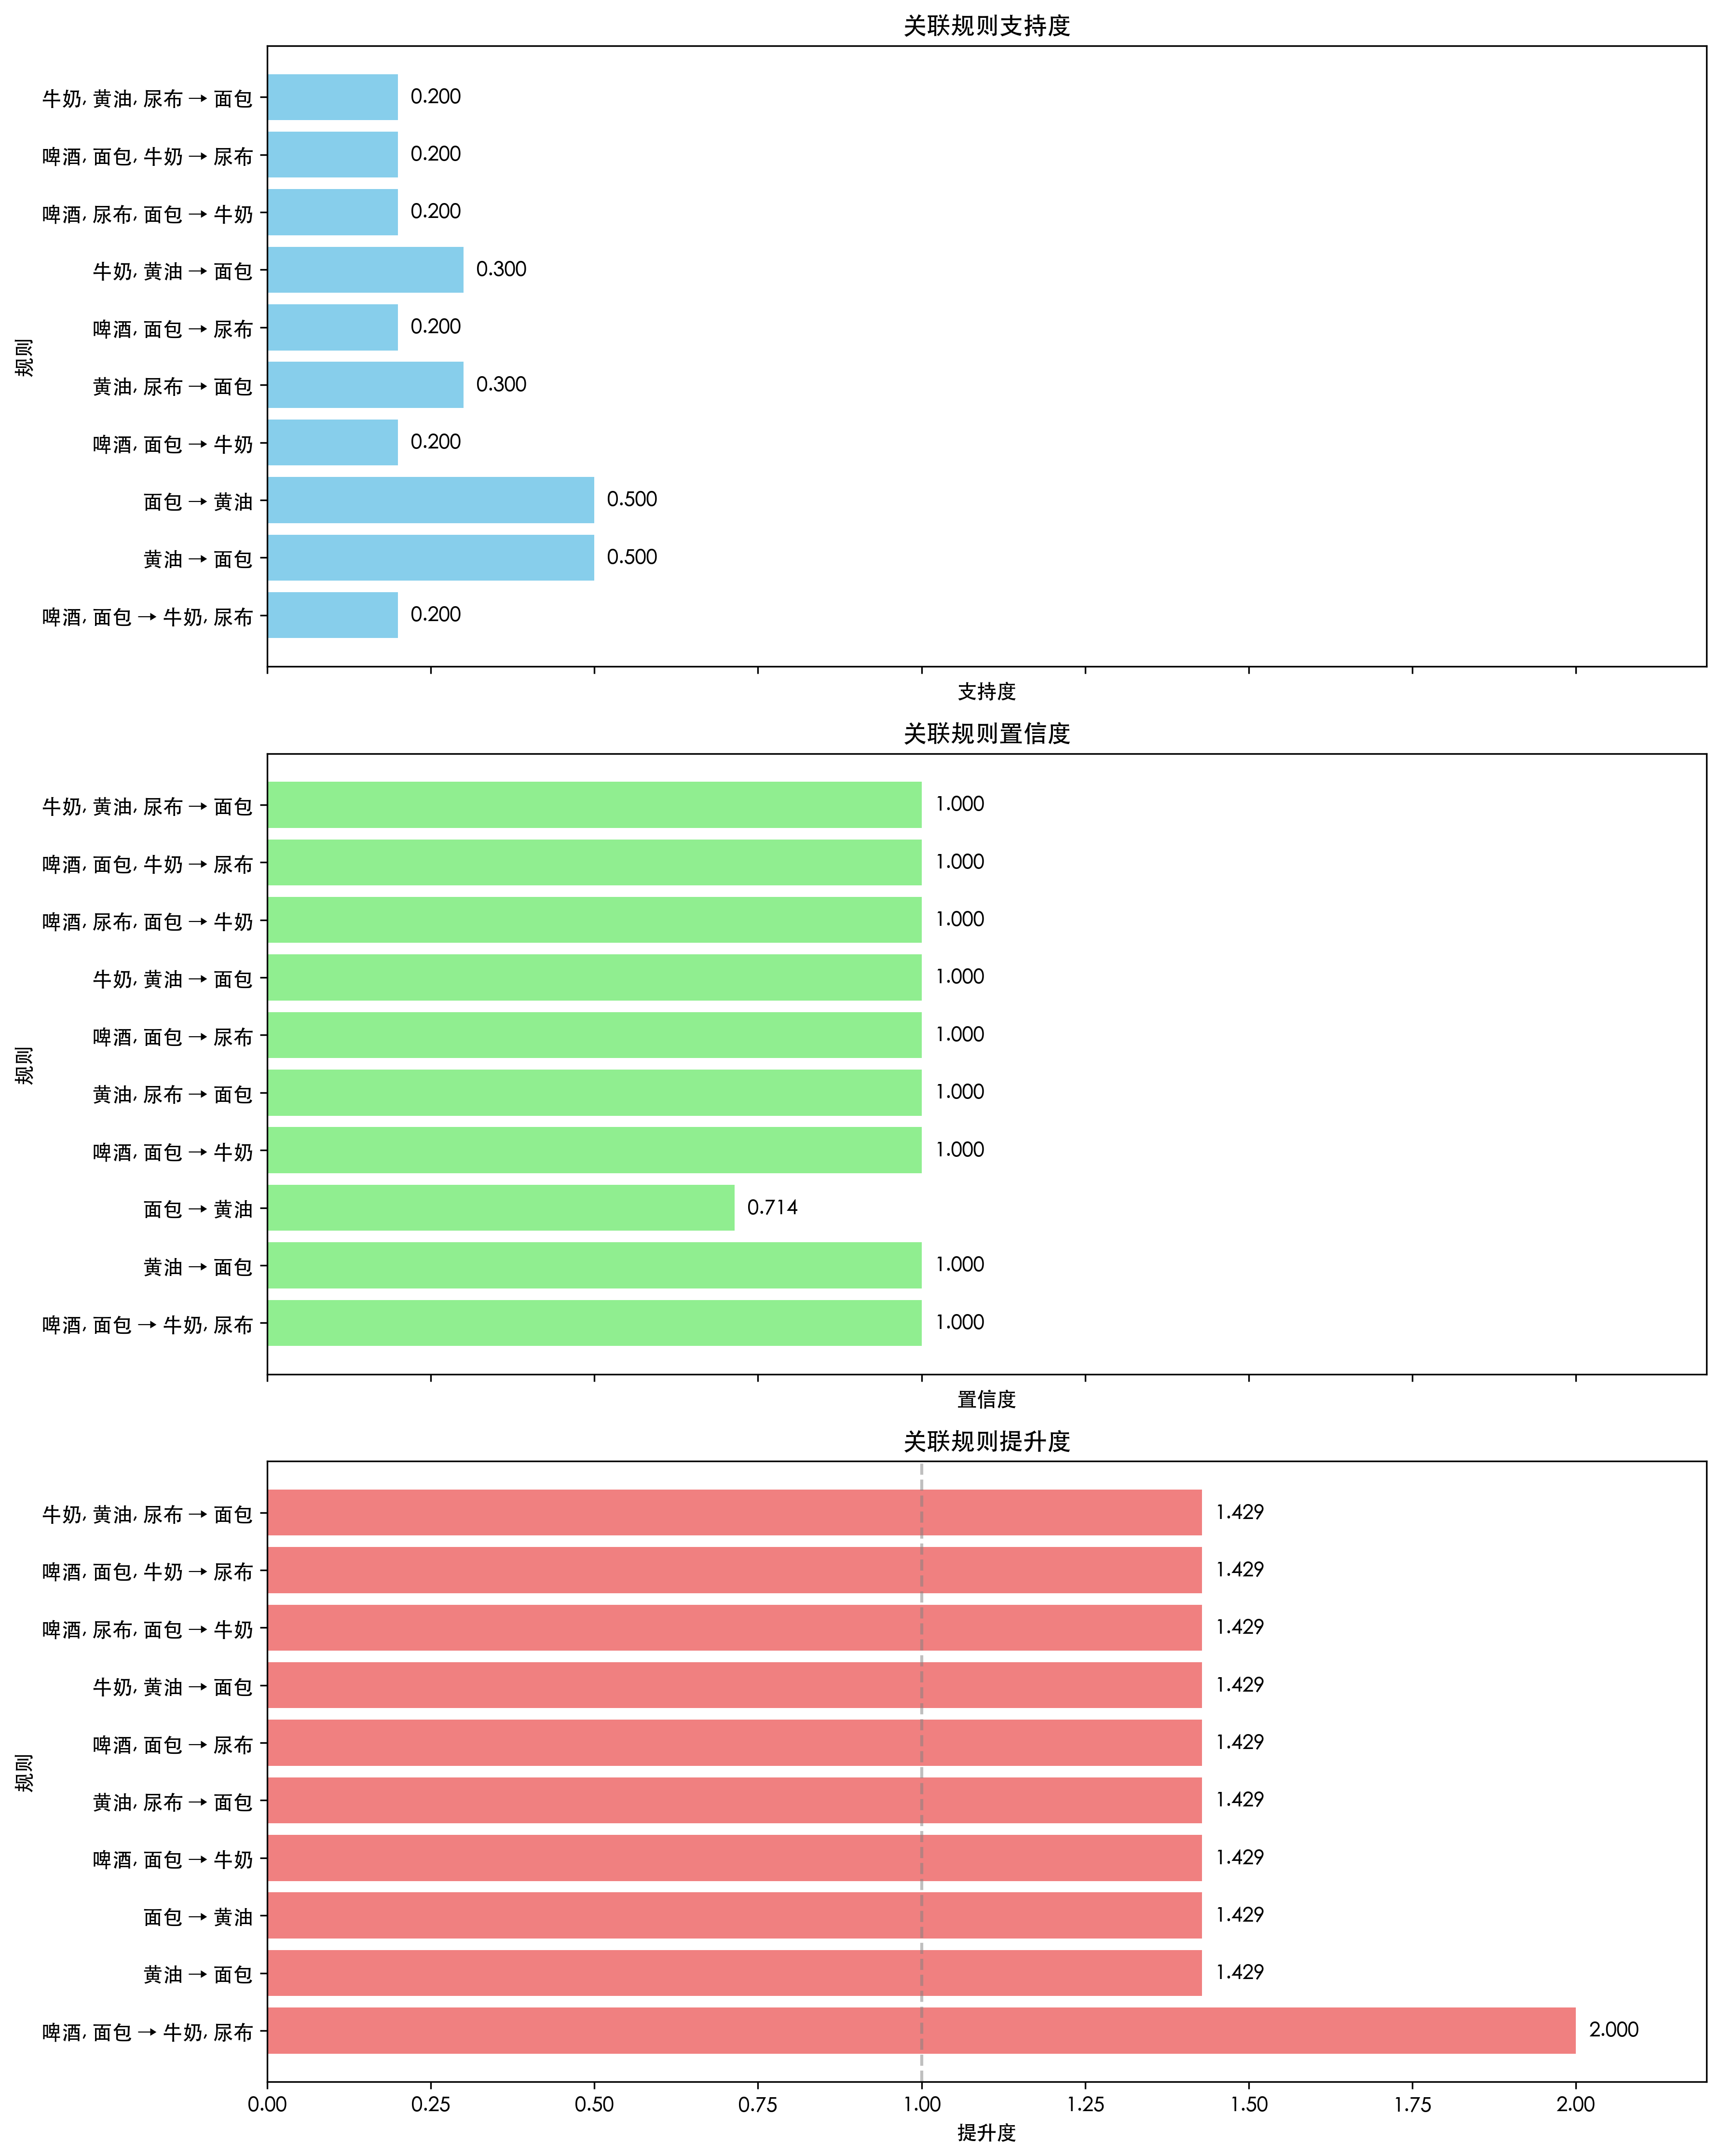 关联规则支持度
牛奶, 黄油, 尿布 → 面包 0.200
啤酒, 面包, 牛奶 → 尿布 0.200
啤酒, 尿布, 面包 → 牛奶 0.200
牛奶, 黄油 → 面包 0.300
啤酒, 面包 → 尿布 0.200
黄油, 尿布 → 面包 0.300
啤酒, 面包 → 牛奶 0.200
面包 → 黄油 0.500
黄油 → 面包 0.500
啤酒, 面包 → 牛奶, 尿布 0.200
规则
支持度
关联规则置信度
牛奶, 黄油, 尿布 → 面包 1.000
啤酒, 面包, 牛奶 → 尿布 1.000
啤酒, 尿布, 面包 → 牛奶 1.000
牛奶, 黄油 → 面包 1.000
啤酒, 面包 → 尿布 1.000
黄油, 尿布 → 面包 1.000
啤酒, 面包 → 牛奶 1.000
面包 → 黄油 0.714
黄油 → 面包 1.000
啤酒, 面包 → 牛奶, 尿布 1.000
规则
置信度
关联规则提升度
牛奶, 黄油, 尿布 → 面包 1.429
啤酒, 面包, 牛奶 → 尿布 1.429
啤酒, 尿布, 面包 → 牛奶 1.429
牛奶, 黄油 → 面包 1.429
啤酒, 面包 → 尿布 1.429
黄油, 尿布 → 面包 1.429
啤酒, 面包 → 牛奶 1.429
面包 → 黄油 1.429
黄油 → 面包 1.429
啤酒, 面包 → 牛奶, 尿布 2.000
规则
0.00 0.25 0.50 0.75 1.00 1.25 1.50 1.75 2.00
提升度